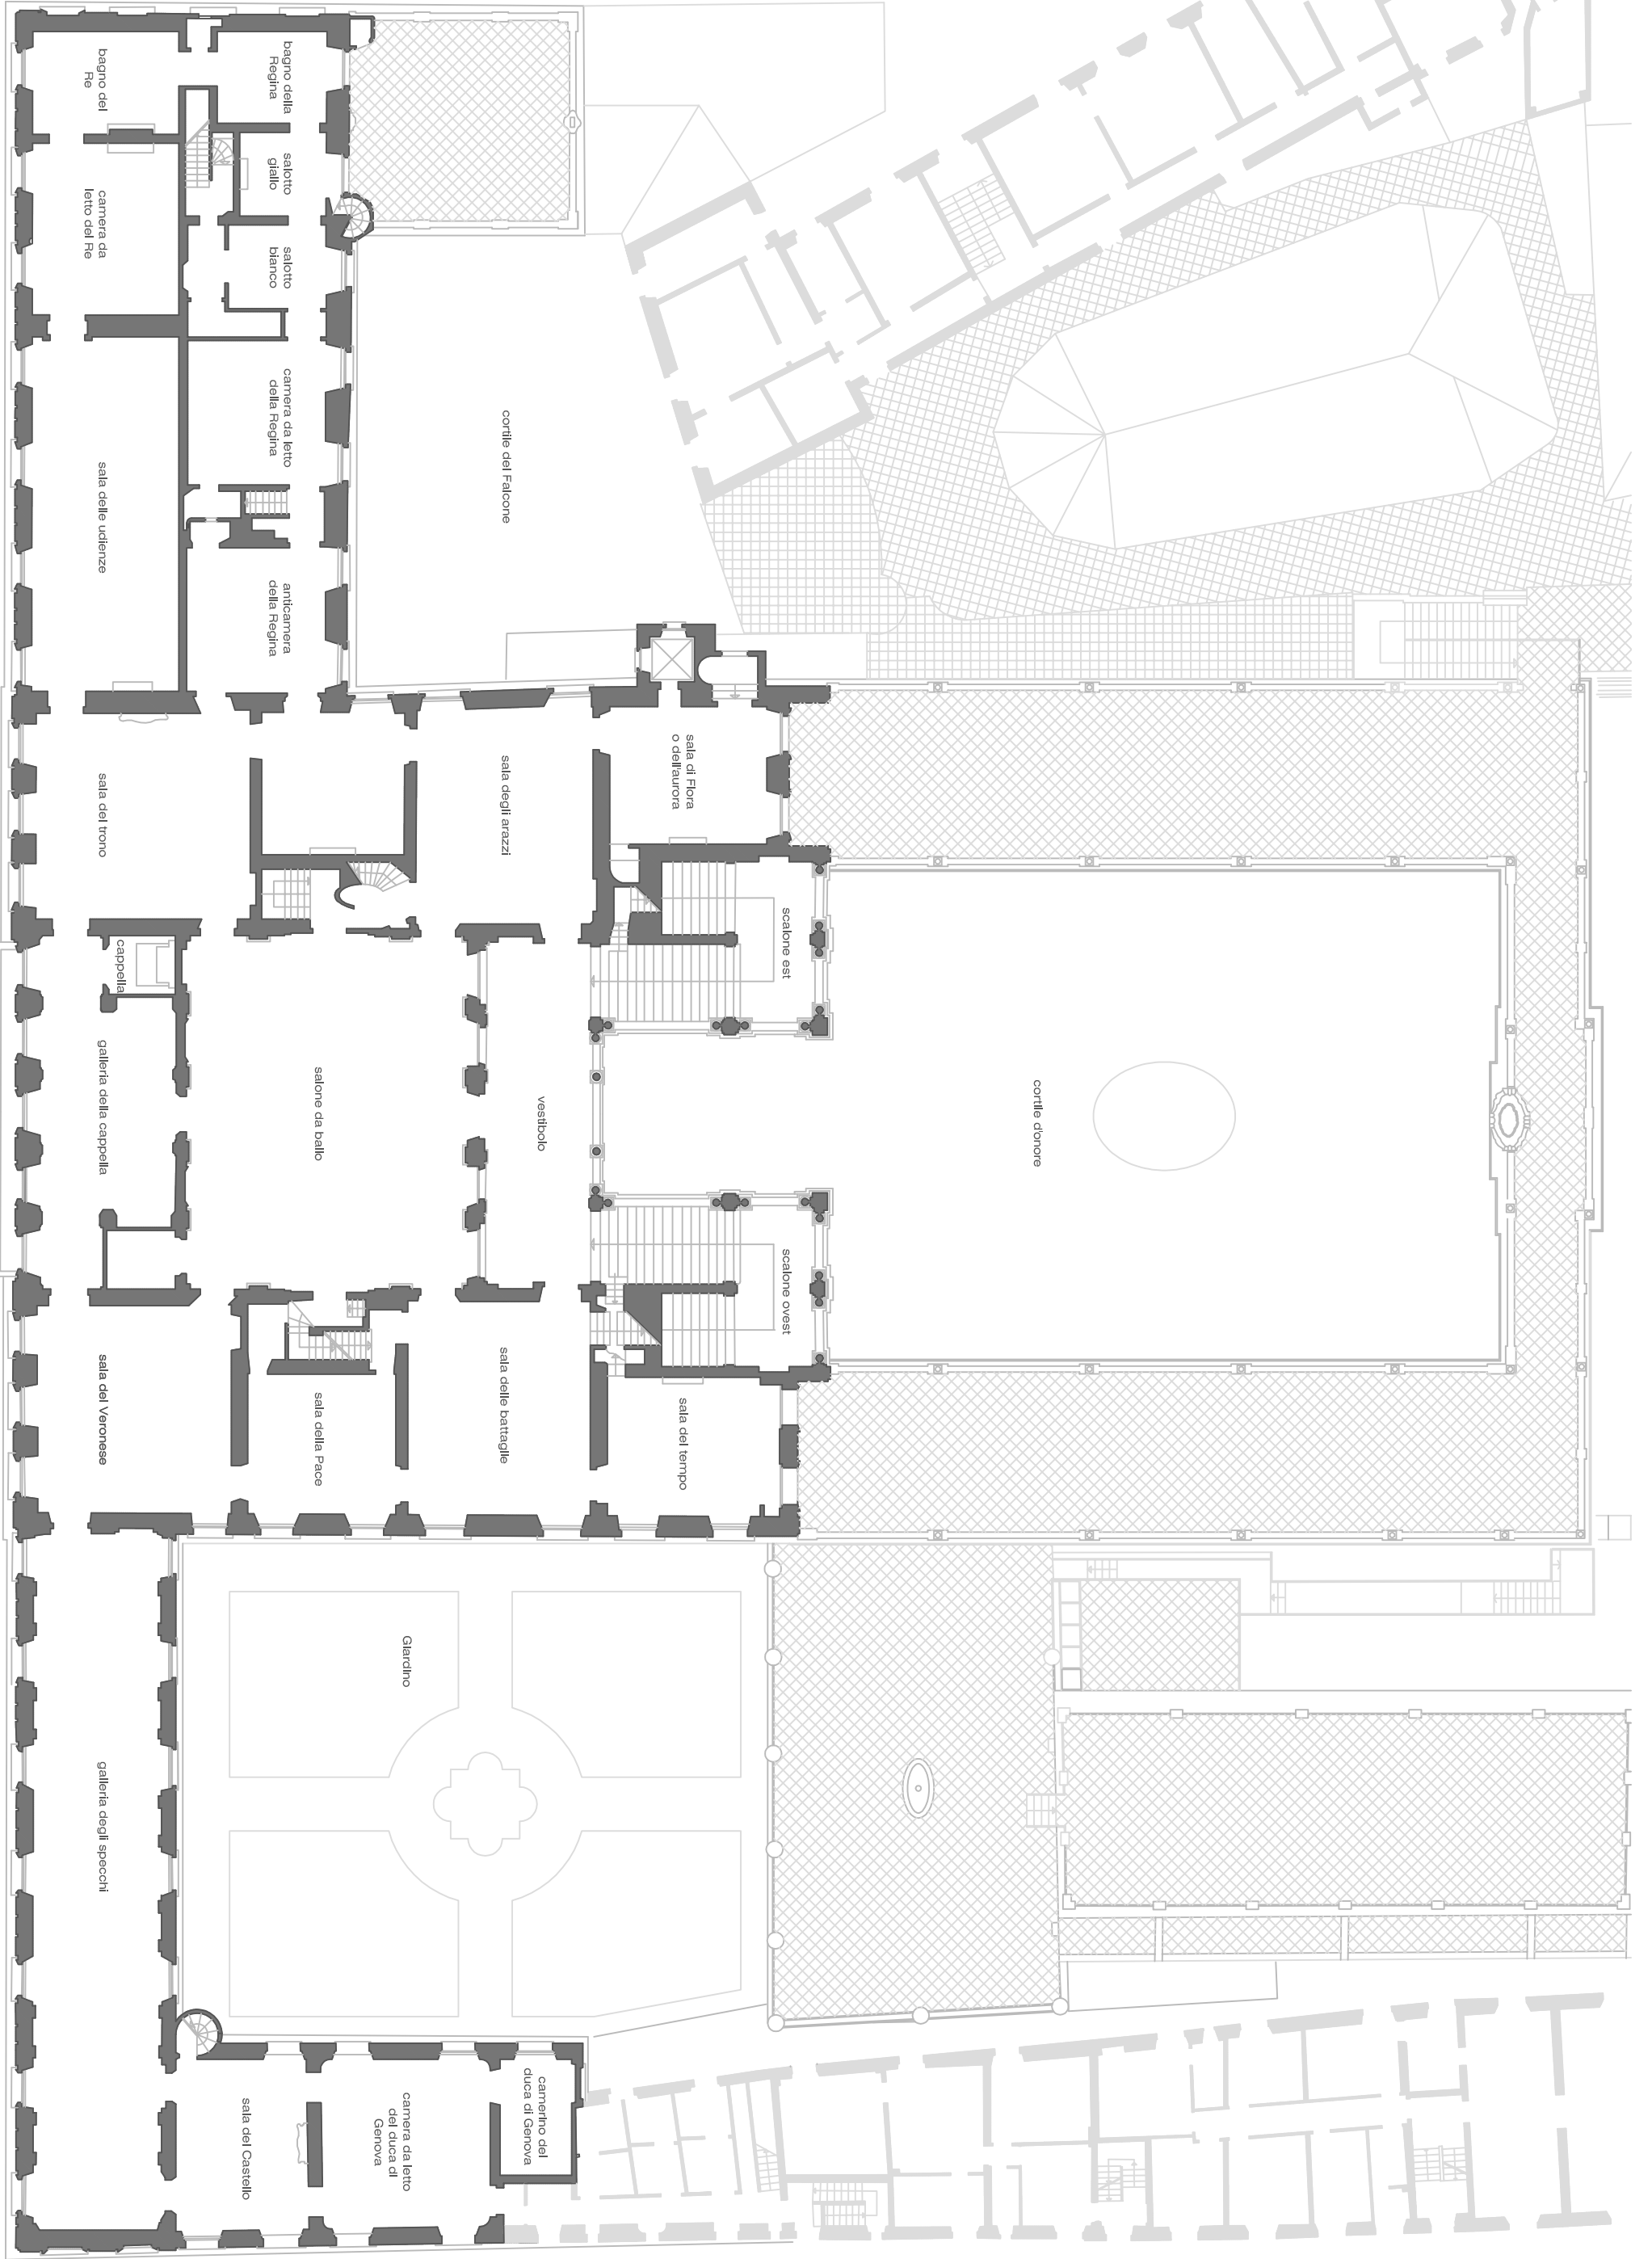 bagno del
Re
bagno della
Regina
salotto
giallo
camera da
letto del Re
salotto
bianco
camera da letto
della Regina
cortile del Falcone
sala delle udienze
anticamera
della Regina
sala del trono
sala degli arazzi
sala di Flora
o dell'aurora
cappella
scalone est
galleria della cappella
salone da ballo
vestibolo
cortile d'onore
scalone ovest
sala del Veronese
sala della Pace
sala delle battaglie
sala del tempo
Giardino
galleria degli specchi
sala del Castello
camera da letto
del duca di
Genova
camerino del
duca di Genova